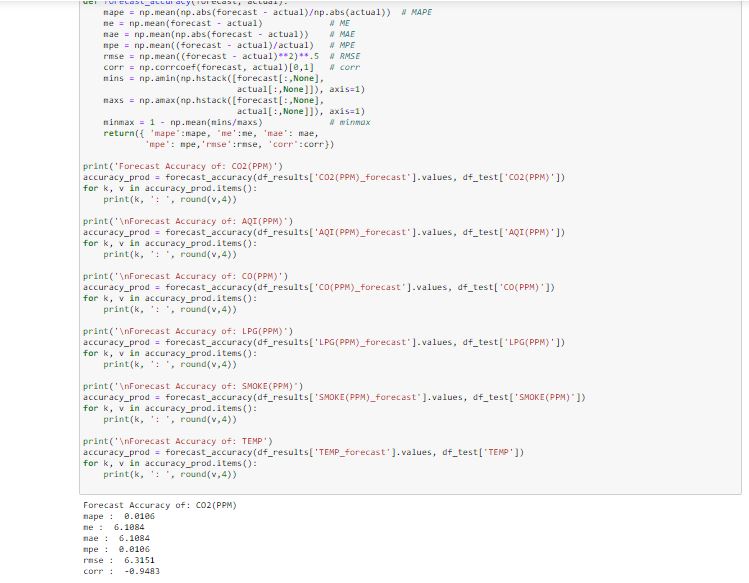 def forecast_accuracy(forecast, actual):
mape = np.mean(np.abs(forecast - actual)/np.abs(actual)) # MAPE
me = np.mean(forecast - actual) # ME
mae = np.mean(np.abs(forecast - actual)) # MAE
mpe = np.mean((forecast - actual)/actual) # MPE
rmse = np.mean((forecast - actual)**2)**.5 # RMSE
corr = np.corrcoef(forecast, actual)[0,1] # corr
mins = np.amin(np.hstack([forecast[:,None],
actual[:,None]]), axis=1)
maxs = np.amax(np.hstack([forecast[:,None],
actual[:,None]]), axis=1)
minmax = 1 - np.mean(mins/maxs) # minmax
return({ 'mape':mape, 'me':me, 'mae': mae,
'mpe': mpe,'rmse':rmse, 'corr':corr})
print('Forecast Accuracy of: CO2(PPM)')
accuracy_prod = forecast_accuracy(df_results['CO2(PPM)_forecast'].values, df_test['CO2(PPM)'])
for k, v in accuracy_prod.items():
print(k, ': ', round(v,4))
print('\nForecast Accuracy of: AQI(PPM)')
accuracy_prod = forecast_accuracy(df_results['AQI(PPM)_forecast'].values, df_test['AQI(PPM)'])
for k, v in accuracy_prod.items():
print(k, ': ', round(v,4))
print('\nForecast Accuracy of: CO(PPM)')
accuracy_prod = forecast_accuracy(df_results['CO(PPM)_forecast'].values, df_test['CO(PPM)'])
for k, v in accuracy_prod.items():
print(k, ': ', round(v,4))
print('\nForecast Accuracy of: LPG(PPM)')
accuracy_prod = forecast_accuracy(df_results['LPG(PPM)_forecast'].values, df_test['LPG(PPM)'])
for k, v in accuracy_prod.items():
print(k, ': ', round(v,4))
print('\nForecast Accuracy of: SMOKE(PPM)')
accuracy_prod = forecast_accuracy(df_results['SMOKE(PPM)_forecast'].values, df_test['SMOKE(PPM)'])
for k, v in accuracy_prod.items():
print(k, ': ', round(v,4))
print('\nForecast Accuracy of: TEMP')
accuracy_prod = forecast_accuracy(df_results['TEMP_forecast'].values, df_test['TEMP'])
for k, v in accuracy_prod.items():
print(k, ': ', round(v,4))
Forecast Accuracy of: CO2(PPM)
mape : 0.0106
me : 6.1084
mae : 6.1084
mpe : 0.0106
rmse : 6.3151
corr : -0.9483